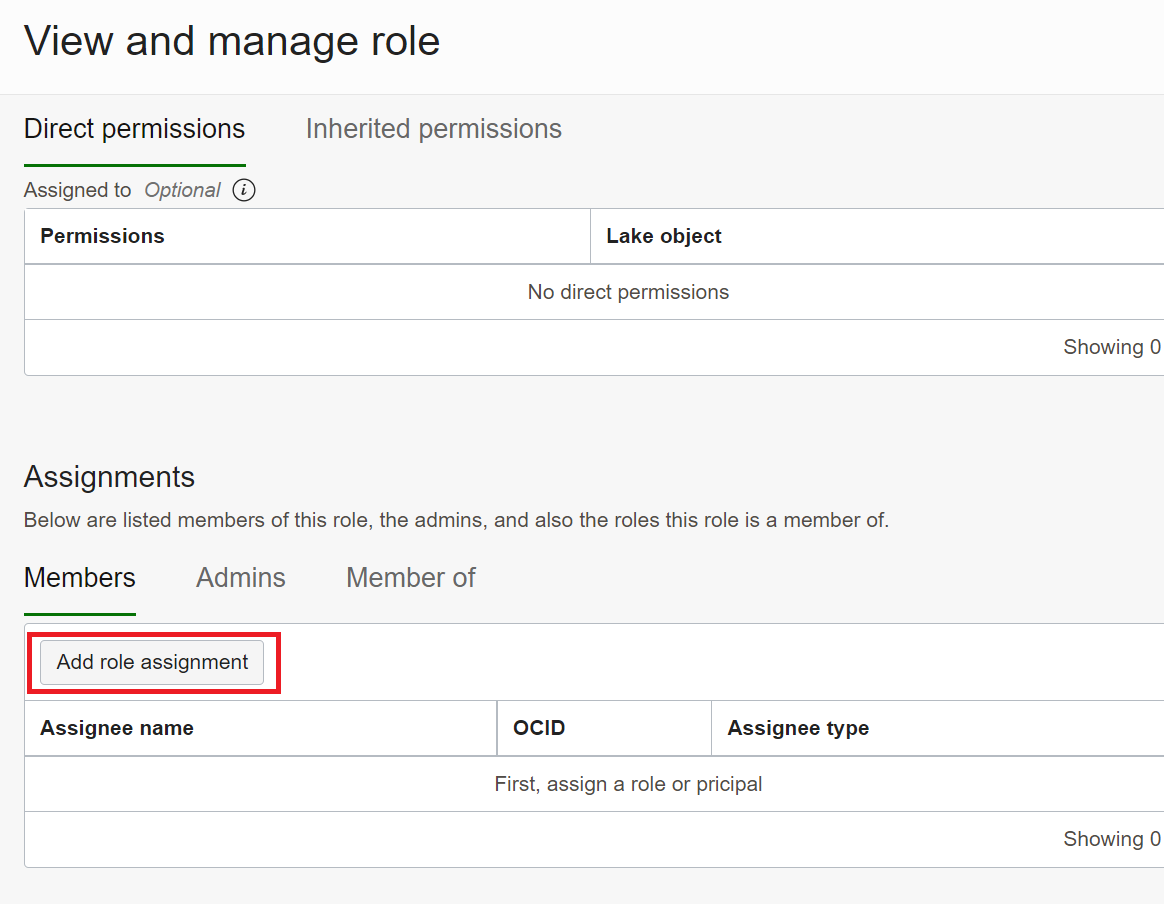 View and manage role
Direct permissions Inherited permissions
Assigned to Optional i
Permissions Lake object
No direct permissions
Showing 0
Assignments
Below are listed members of this role, the admins, and also the roles this role is a member of.
Members Admins Member of
Add role assignment
Assignee name OCID Assignee type
First, assign a role or pricipal
Showing 0